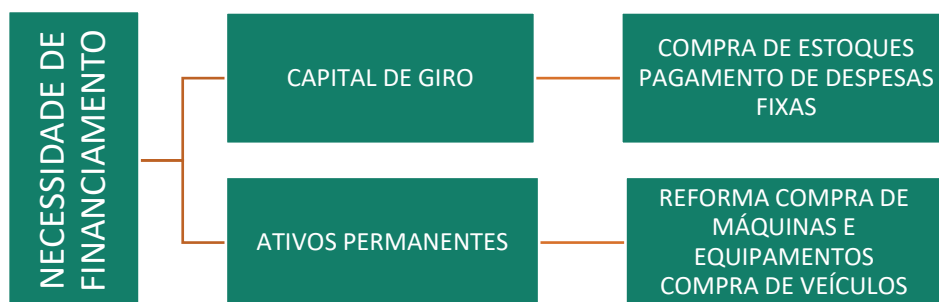 NECESSIDADE DE
FINANCIAMENTO
CAPITAL DE GIRO
COMPRA DE ESTOQUES
PAGAMENTO DE DESPESAS
FIXAS
ATIVOS PERMANENTES
REFORMA COMPRA DE
MÁQUINAS E
EQUIPAMENTOS
COMPRA DE VEÍCULOS